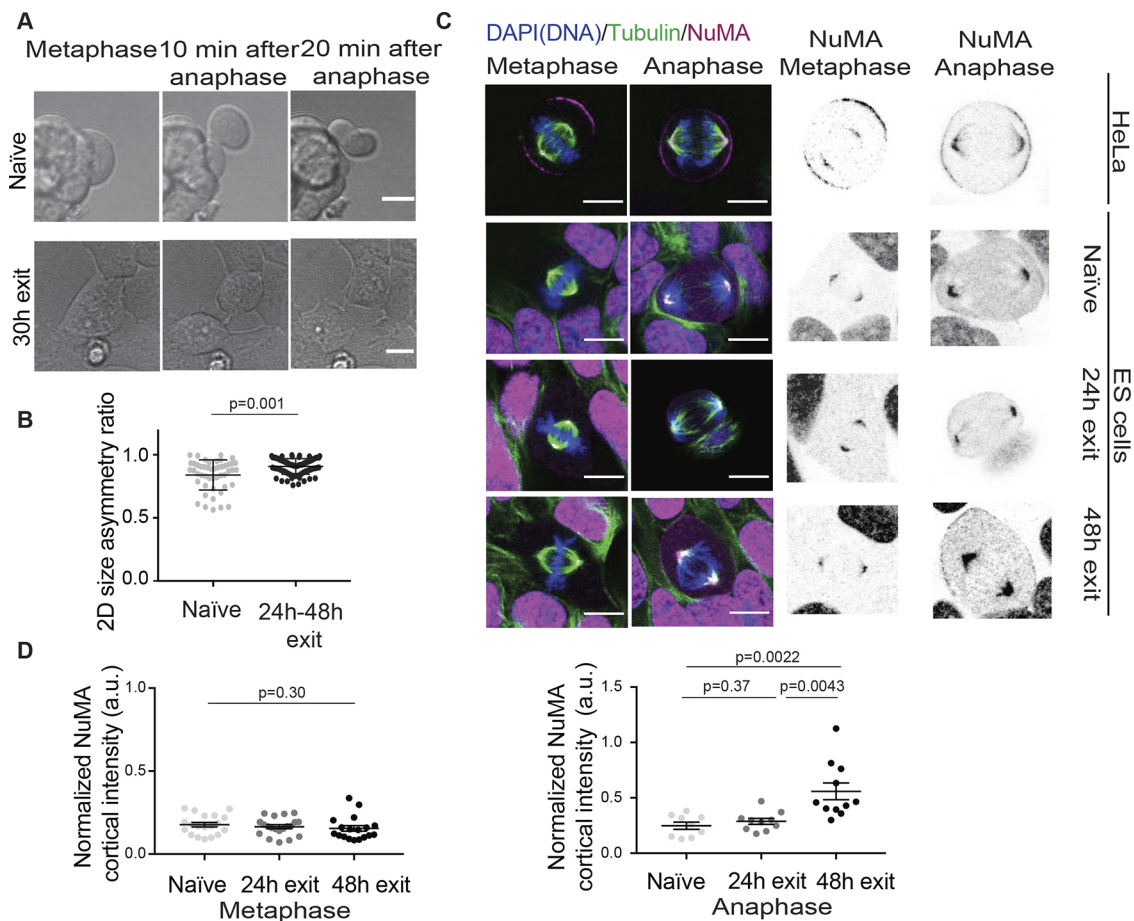 A
Metaphase 10 min after 20 min after
anaphase anaphase
Naïve
30h exit
B
p=0.001
2D size asymmetry ratio
1.0
0.5
0.0
Naïve 24h-48h
exit
C
DAPI(DNA)/Tubulin/NuMA
Metaphase Anaphase
NuMA NuMA
Metaphase Anaphase
HeLa
Naïve
24h exit
48h exit
ES cells
D
Normalized NuMA
cortical intensity (a.u.)
1.0
0.5
0.0
p=0.30
Naïve 24h exit 48h exit
Metaphase
Normalized NuMA
cortical intensity (a.u.)
1.5
1.0
0.5
0.0
p=0.0022
p=0.37 p=0.0043
Naïve 24h exit 48h exit
Anaphase